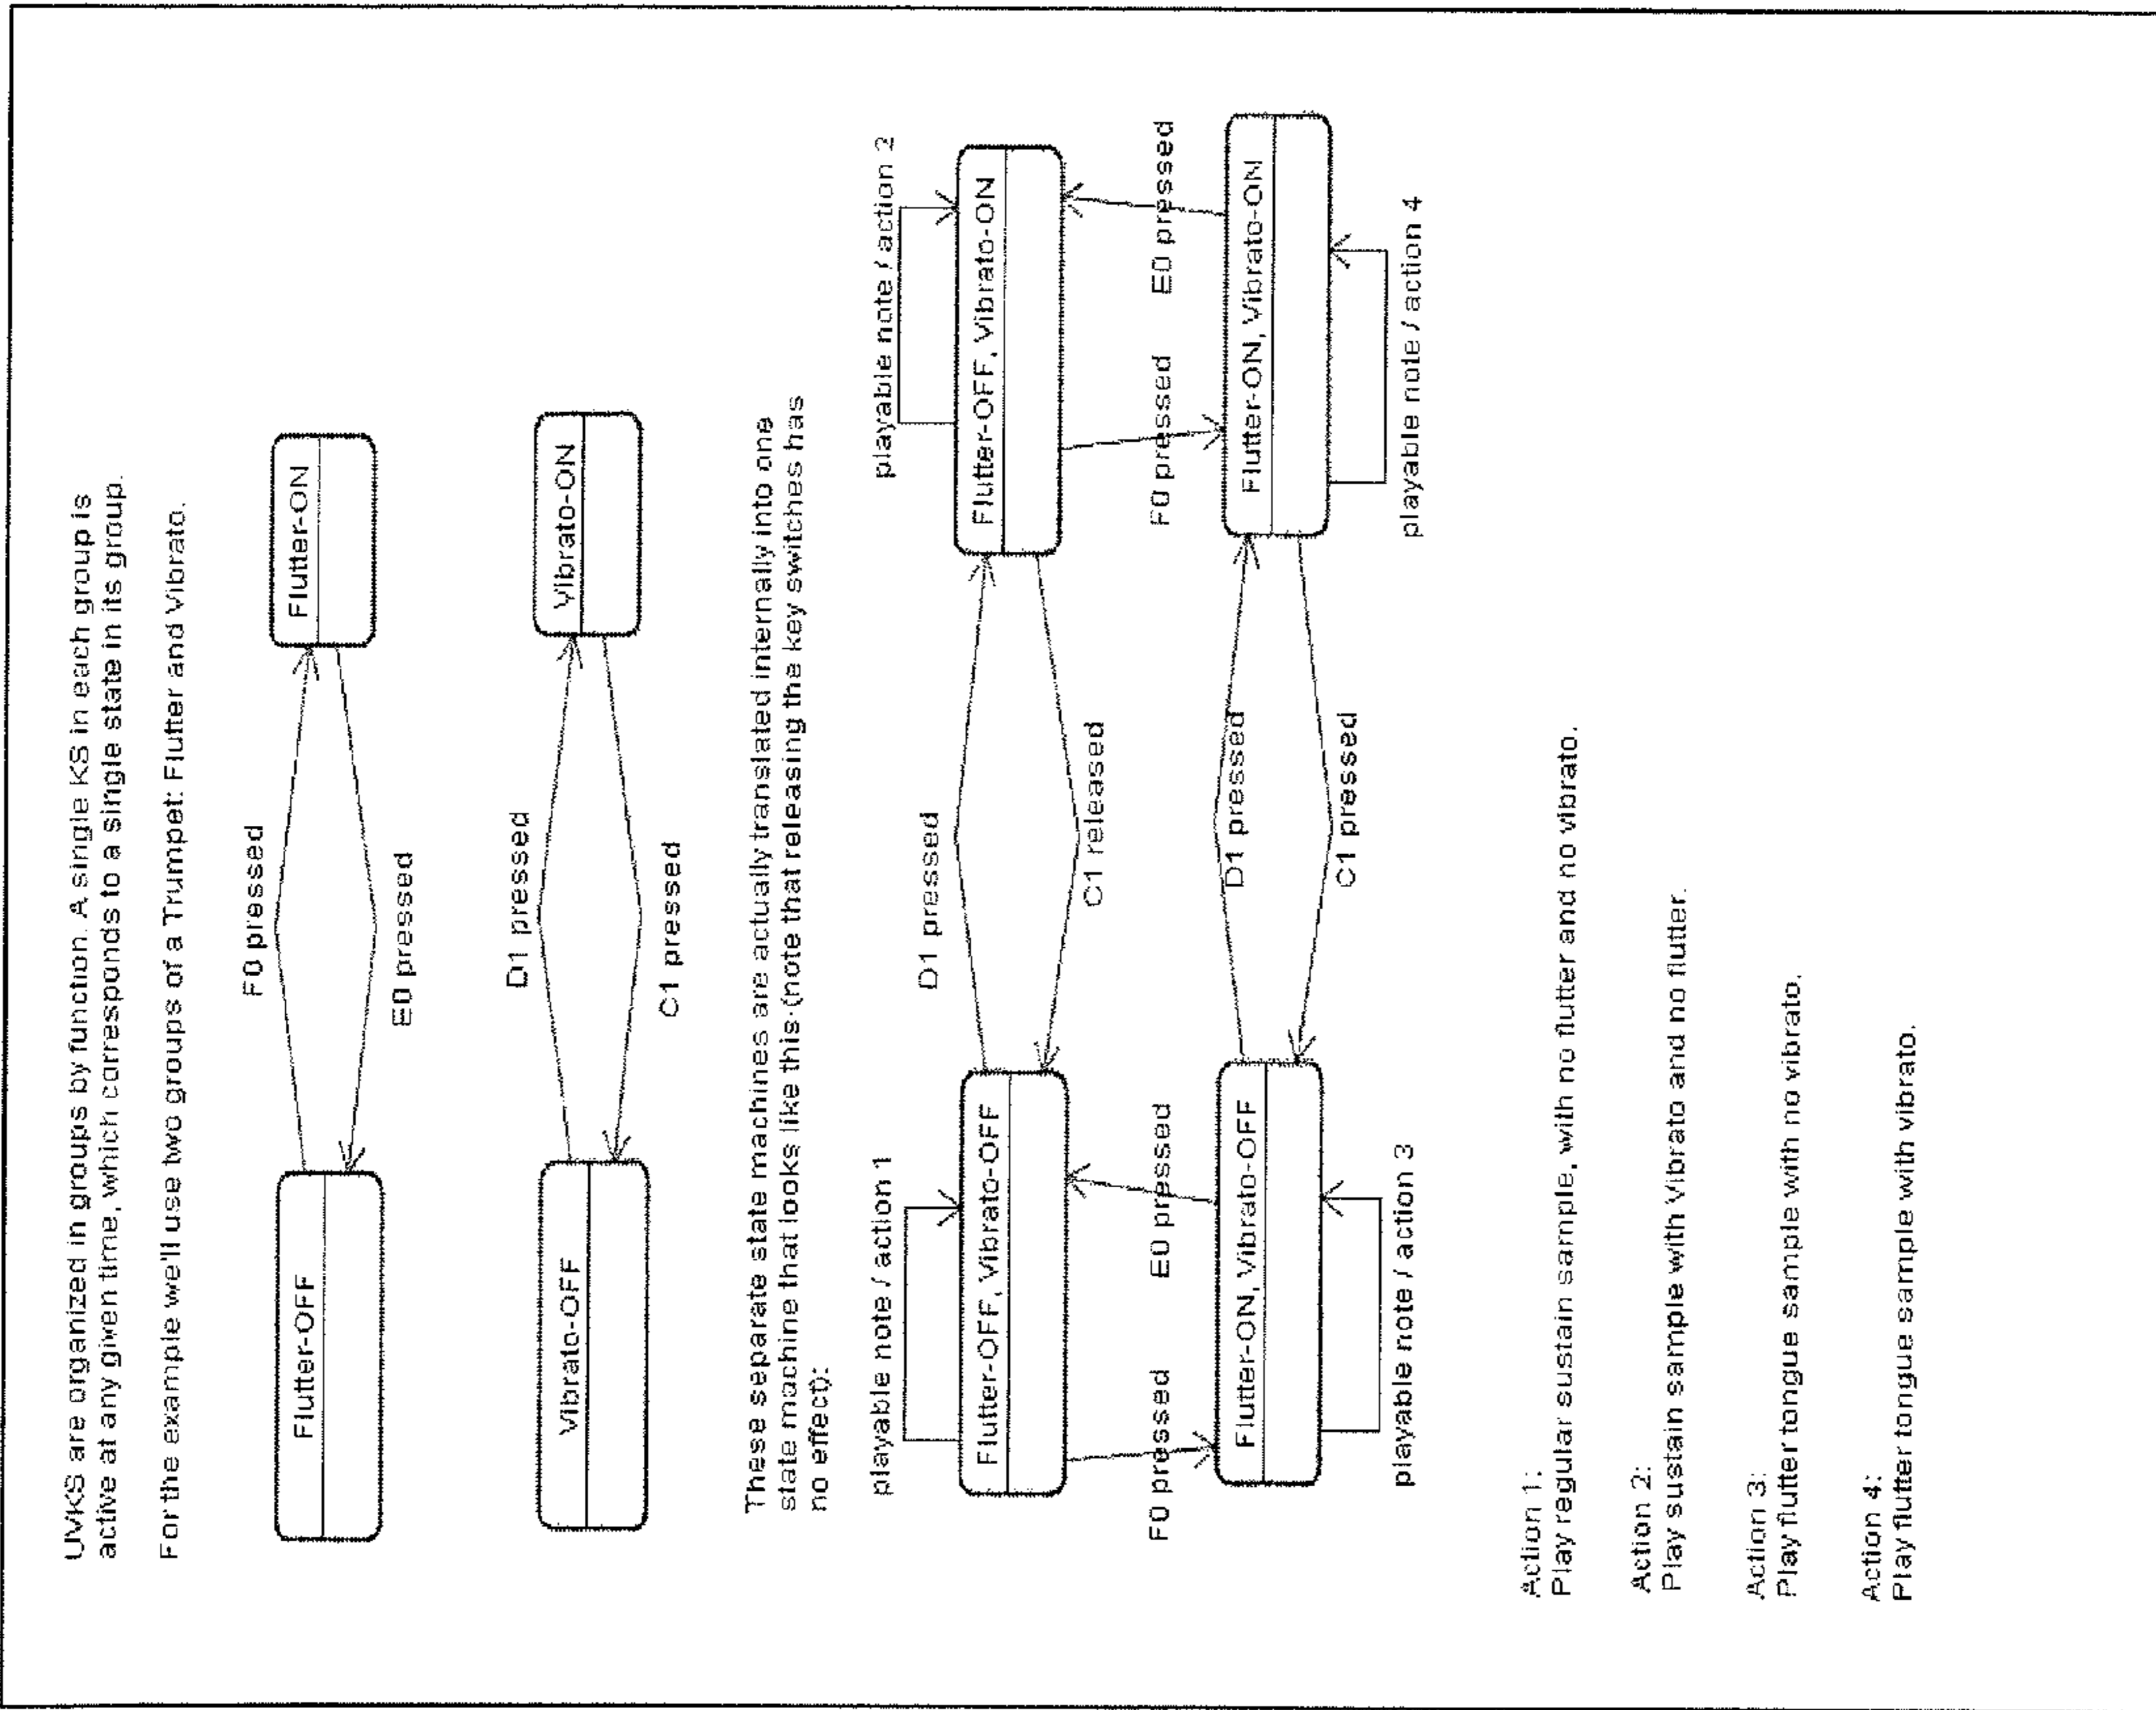 UVKS are organized in groups by function. A single KS in each group is
active at any given time, which corresponds to a single state in its group.
For the example we'll use two groups of a Trumpet: Flutter and Vibrato.
F0 pressed
Flutter-OFF
Flutter-ON
E0 pressed
D1 pressed
Vibrato-OFF
Vibrato-ON
C1 pressed
These separate state machines are actually translated internally into one
state machine that looks like this (note that releasing the key switches has
no effect):
playable note / action 1
playable note / action 2
D1 pressed
Flutter-OFF, Vibrato-OFF
Flutter-OFF, Vibrato-ON
C1 released
F0 pressed
E0 pressed
F0 pressed
E0 pressed
D1 pressed
Flutter-ON, Vibrato-OFF
Flutter-ON, Vibrato-ON
C1 pressed
playable note / action 3
playable note / action 4
Action 1:
Play regular sustain sample, with no flutter and no vibrato.
Action 2:
Play sustain sample with Vibrato and no flutter.
Action 3:
Play flutter tongue sample with no vibrato.
Action 4:
Play flutter tongue sample with vibrato.